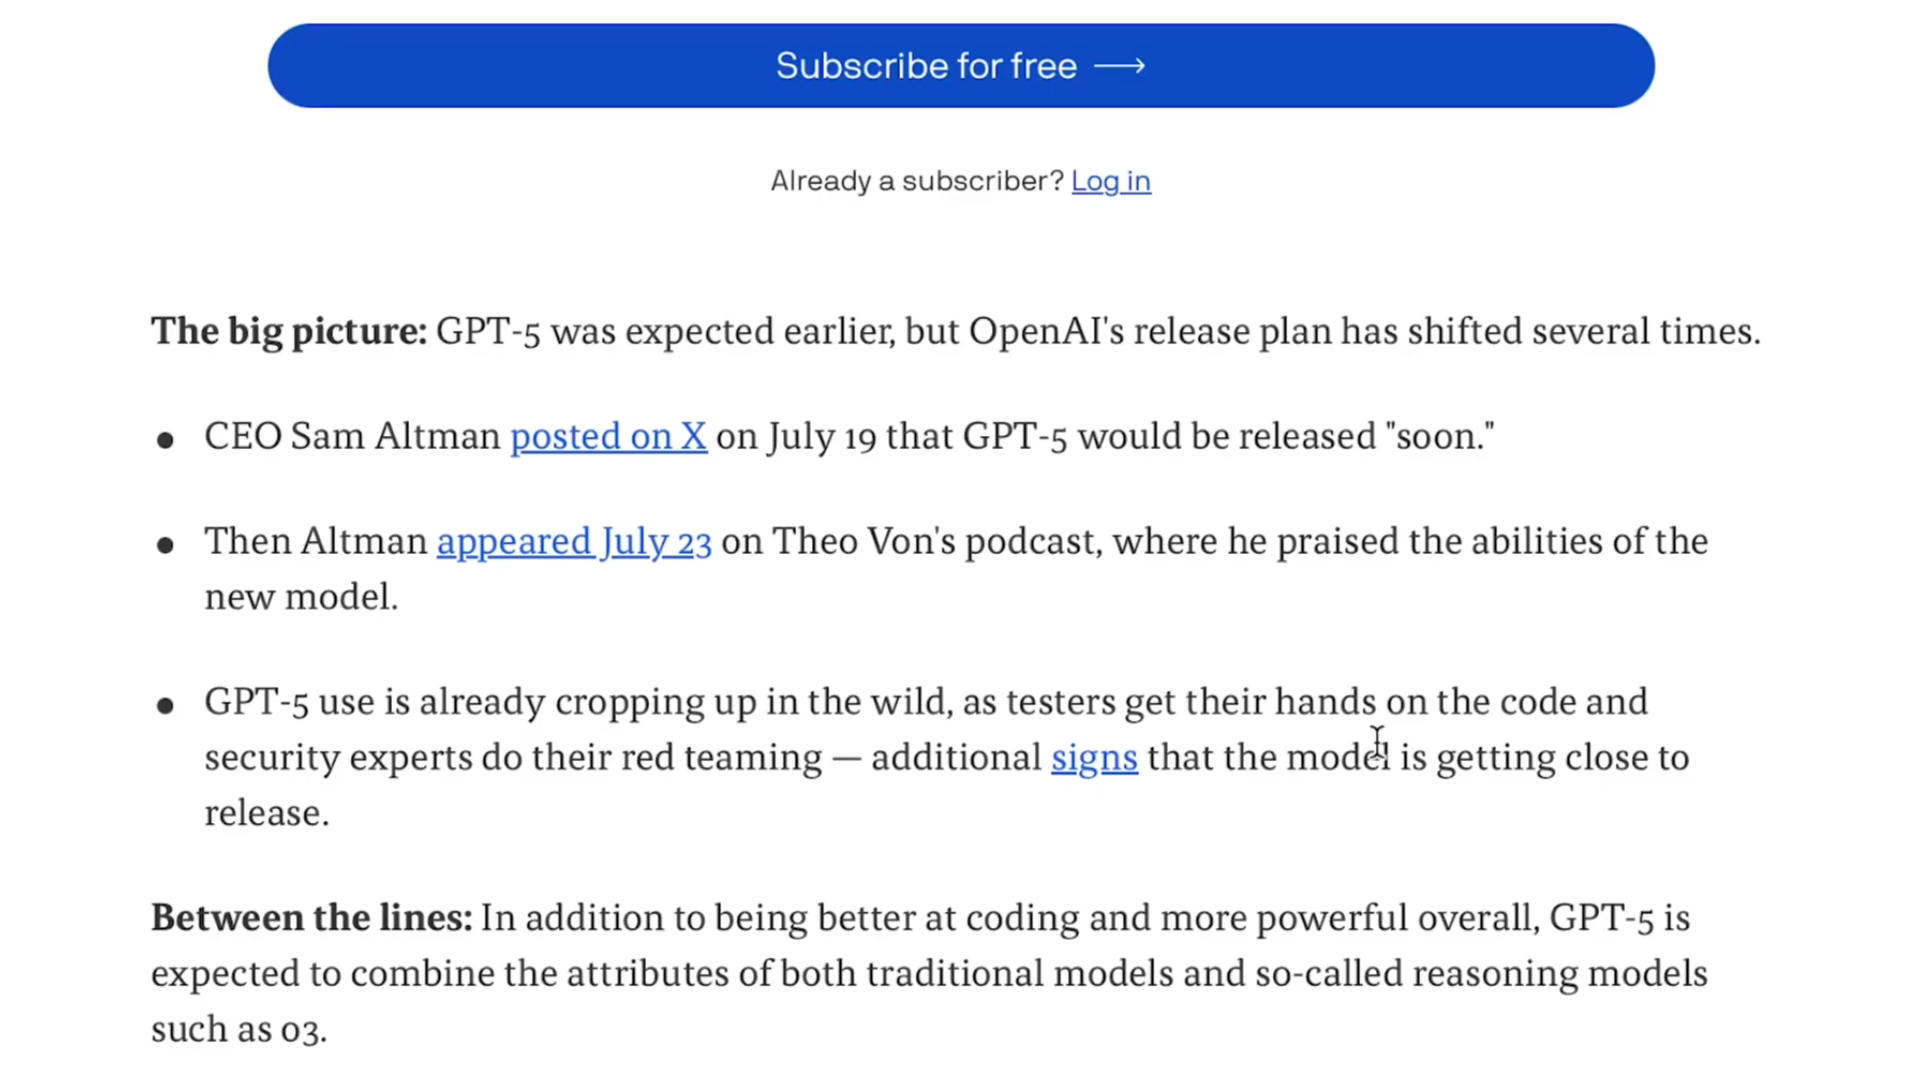 Subscribe for free →
Already a subscriber? Log in
The big picture: GPT-5 was expected earlier, but OpenAI's release plan has shifted several times.
• CEO Sam Altman posted on X on July 19 that GPT-5 would be released "soon."
• Then Altman appeared July 23 on Theo Von's podcast, where he praised the abilities of the
new model.
• GPT-5 use is already cropping up in the wild, as testers get their hands on the code and
security experts do their red teaming — additional signs that the model is getting close to
release.
Between the lines: In addition to being better at coding and more powerful overall, GPT-5 is
expected to combine the attributes of both traditional models and so-called reasoning models
such as o3.